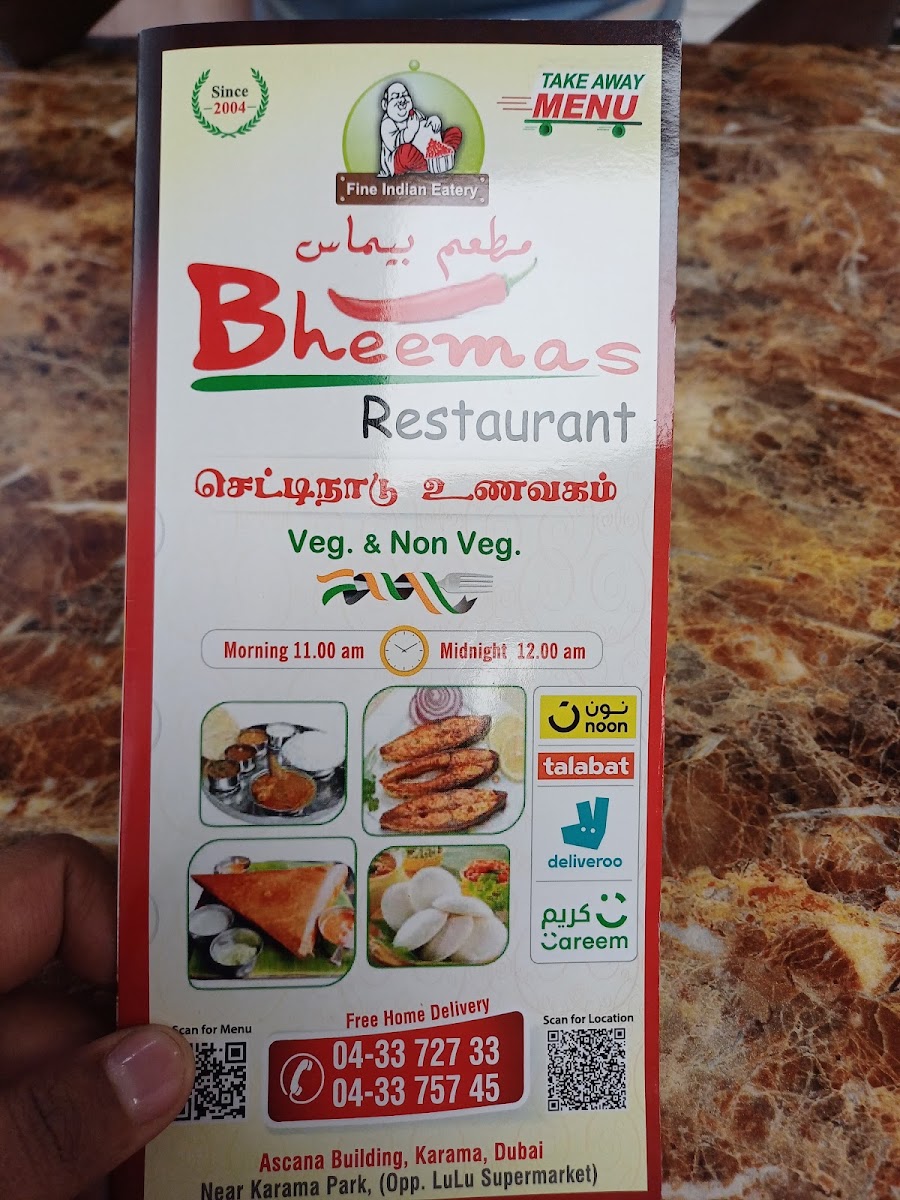 Since
2004
TAKE AWAY
MENU
Fine Indian Eatery
مطعم بيماس
Bheemas
Restaurant
செட்டிநாடு உணவகம்
Veg. & Non Veg.
Morning 11.00 am
Midnight 12.00 am
نون
noon
talabat
deliveroo
كريم
Careem
Free Home Delivery
Scan for Menu
04-33 727 33
04-33 757 45
Scan for Location
Ascana Building, Karama, Dubai
Near Karama Park, (Opp. LuLu Supermarket)